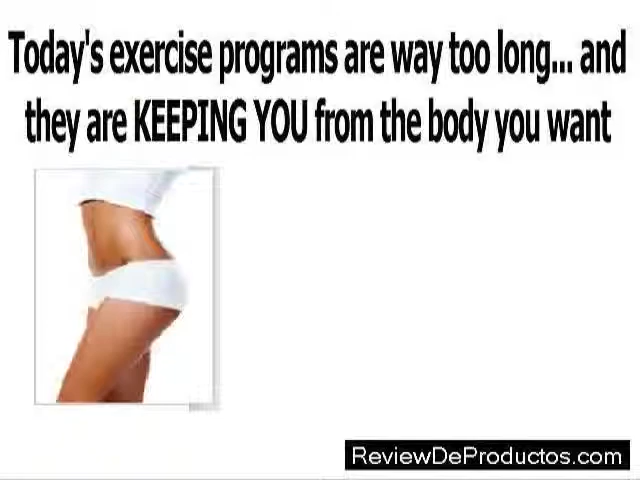 Today's exercise programs are way too long... and
they are KEEPING YOU from the body you want
ReviewDeProductos.com